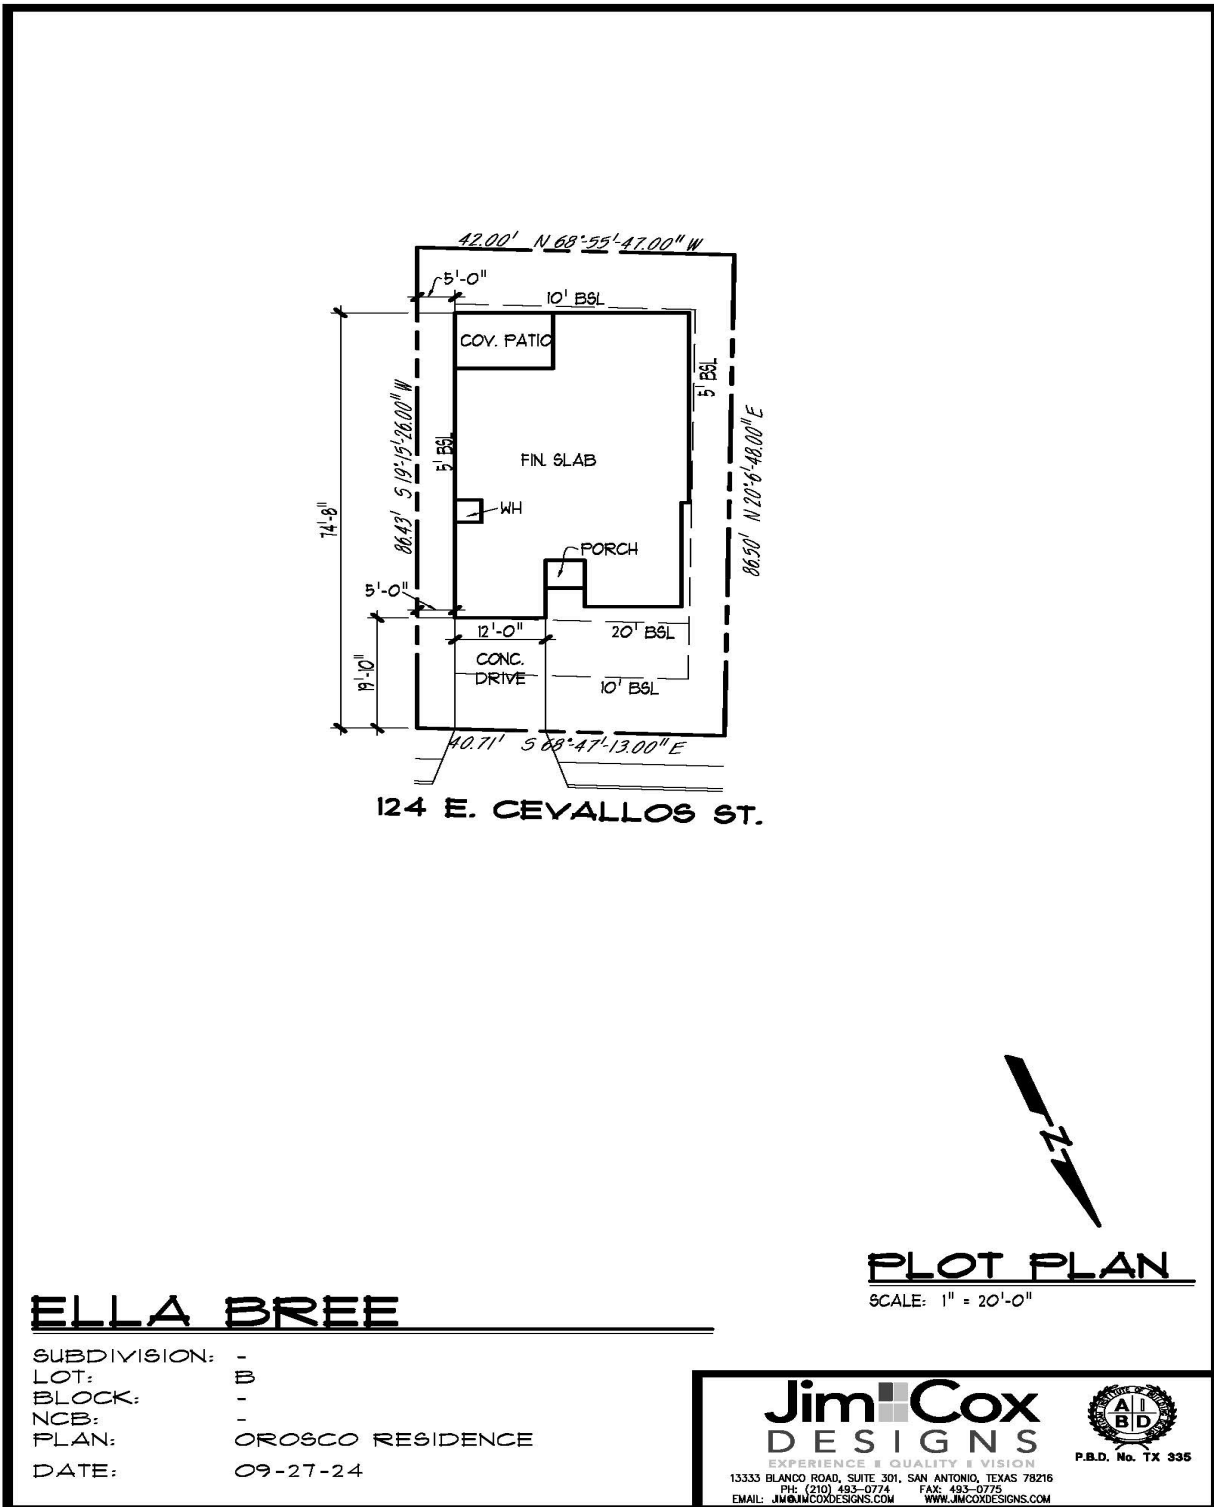 42.00' N 68°-55'-47.00" W
5'-0"
10' BSL
COV. PATIO
5' BSL
86.43' S 19°-15'-26.00" W
5' BSL
FIN. SLAB
86.50' N 20°-6'-48.00" E
74'-8"
WH
PORCH
5'-0"
12'-0"
20' BSL
19'-10"
CONC.
DRIVE
10' BSL
40.71' S 68°-47'-13.00" E
124 E. CEVALLOS ST.
N
PLOT PLAN
SCALE: 1" = 20'-0"
ELLA BREE
SUBDIVISION: -
LOT: B
BLOCK: -
NCB: -
PLAN: OROSCO RESIDENCE
DATE: 09-27-24
Jim Cox
DESIGNS
EXPERIENCE QUALITY VISION
13333 BLANCO ROAD, SUITE 301, SAN ANTONIO, TEXAS 78216
PH: (210) 493-0774 FAX: 493-0775
EMAIL: JIM@JIMCOXDESIGNS.COM WWW.JIMCOXDESIGNS.COM
AMERICAN INSTITUTE OF BUILDING DESIGN
A I
B D
P.B.D. No. TX 335